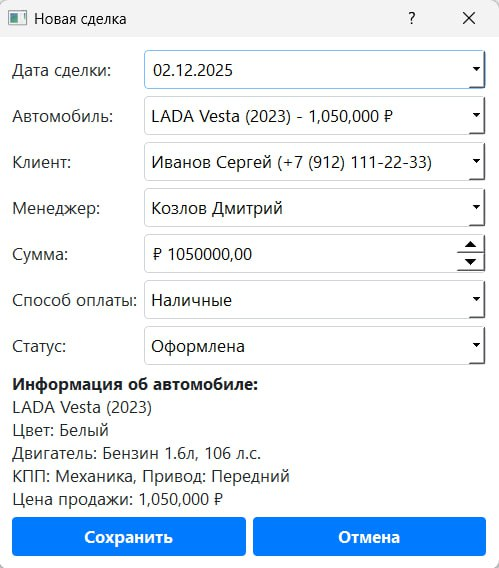 Новая сделка ?
Дата сделки: 02.12.2025
Автомобиль: LADA Vesta (2023) - 1,050,000 ₽
Клиент: Иванов Сергей (+7 (912) 111-22-33)
Менеджер: Козлов Дмитрий
Сумма: ₽ 1050000,00
Способ оплаты: Наличные
Статус: Оформлена
Информация об автомобиле:
LADA Vesta (2023)
Цвет: Белый
Двигатель: Бензин 1.6л, 106 л.с.
КПП: Механика, Привод: Передний
Цена продажи: 1,050,000 ₽
Сохранить Отмена